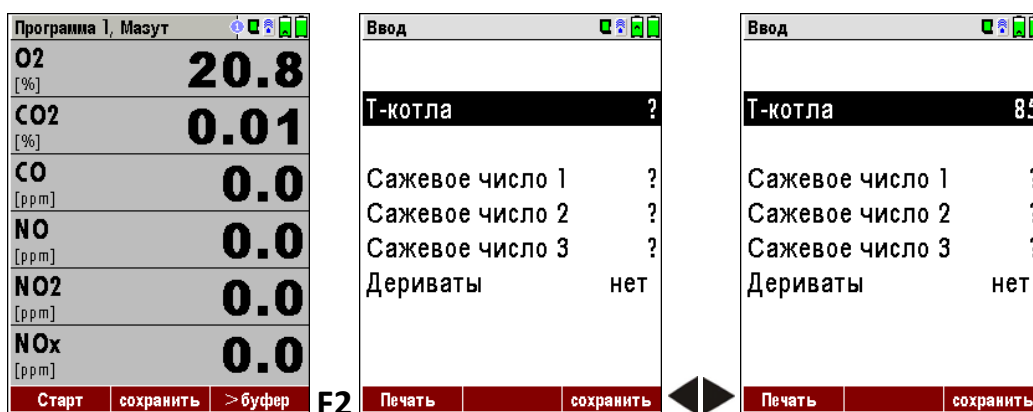 Программа 1, Мазут
O2
[%]
20.8
CO2
[%]
0.01
CO
[ppm]
0.0
NO
[ppm]
0.0
NO2
[ppm]
0.0
NOx
[ppm]
0.0
Старт сохранить >буфер
F2
Ввод
Т-котла ?
Сажевое число 1 ?
Сажевое число 2 ?
Сажевое число 3 ?
Дериваты нет
Печать сохранить
Ввод
Т-котла
Сажевое число 1 ?
Сажевое число 2 ?
Сажевое число 3 ?
Дериваты нет
Печать сохранить